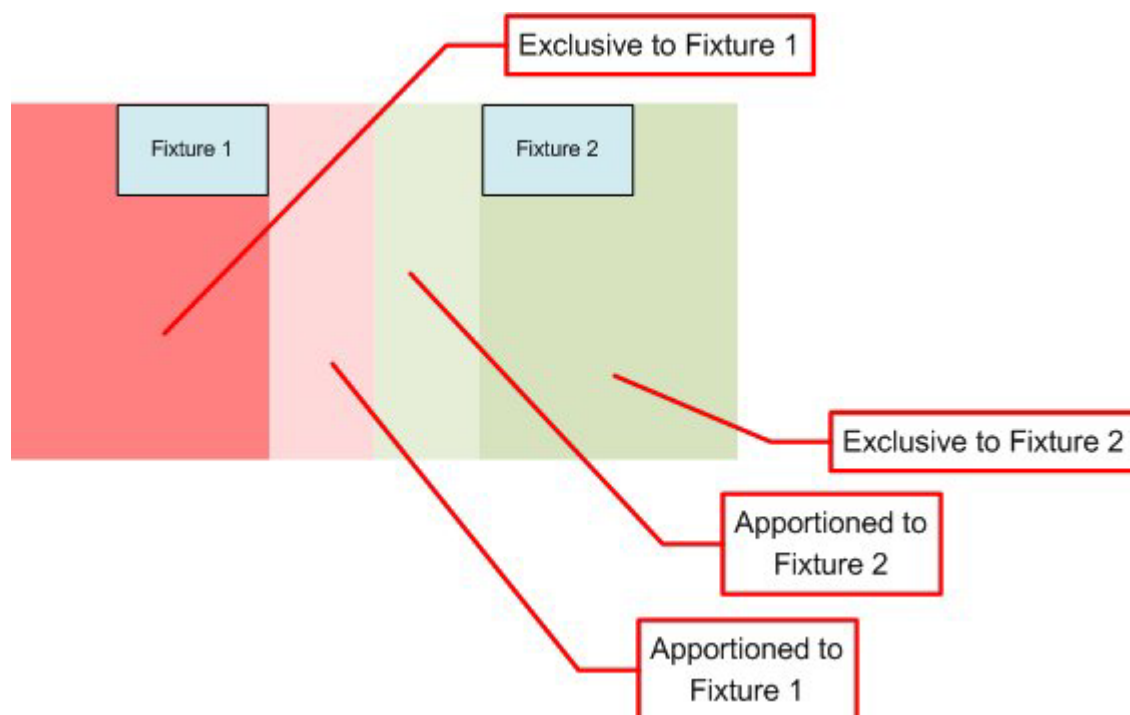 Exclusive to Fixture 1
Fixture 1
Fixture 2
Exclusive to Fixture 2
Apportioned to
Fixture 2
Apportioned to
Fixture 1